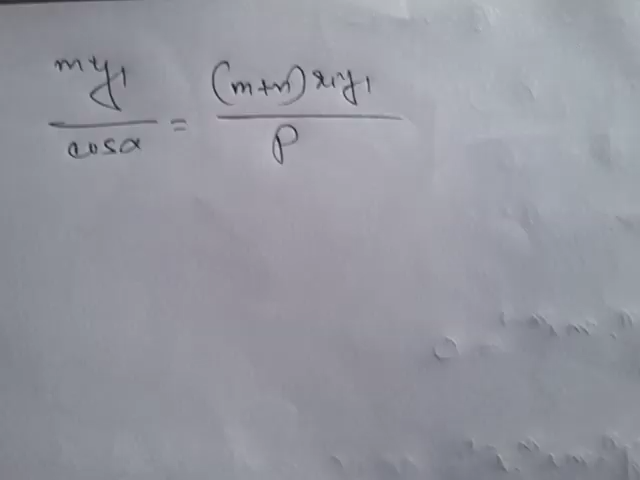 my₁/cosα = (m+n)x₁y₁/p